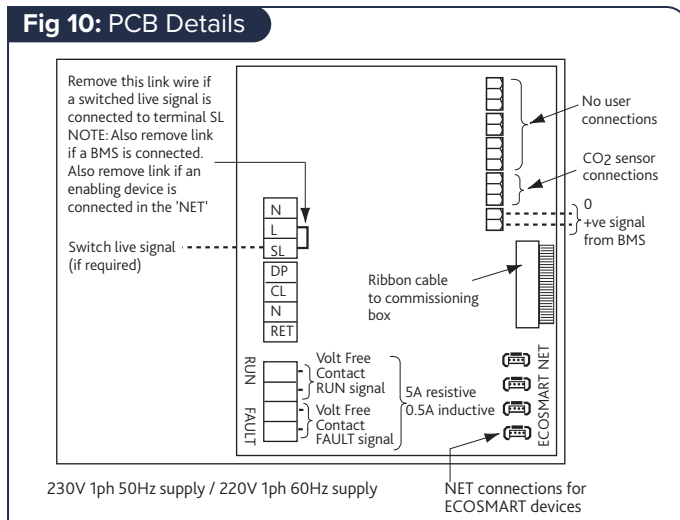 Fig 10: PCB Details
Remove this link wire if
a switched live signal is
connected to terminal SL
NOTE: Also remove link
if a BMS is connected.
Also remove link if an
enabling device is
connected in the 'NET'
Switch live signal
(if required)
N
L
SL
DP
CL
N
RET
RUN
FAULT
Volt Free
Contact
RUN signal
Volt Free
Contact
FAULT signal
5A resistive
0.5A inductive
No user
connections
CO2 sensor
connections
0
+ve signal
from BMS
Ribbon cable
to commissioning
box
ECOSMART NET
230V 1ph 50Hz supply / 220V 1ph 60Hz supply
NET connections for
ECOSMART devices